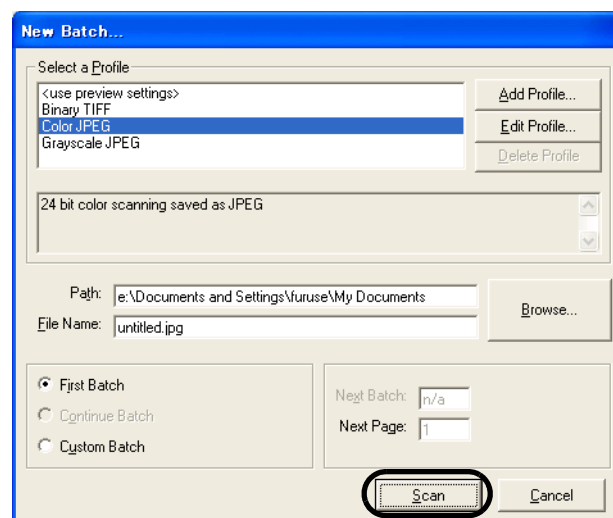 New Batch...
Select a Profile
<use preview settings>
Binary TIFF
Color JPEG
Grayscale JPEG
Add Profile...
Edit Profile...
Delete Profile
24 bit color scanning saved as JPEG
Path: e:\Documents and Settings\furuse\My Documents
File Name: untitled.jpg
Browse...
First Batch
Continue Batch
Custom Batch
Next Batch: n/a
Next Page: 1
Scan Cancel